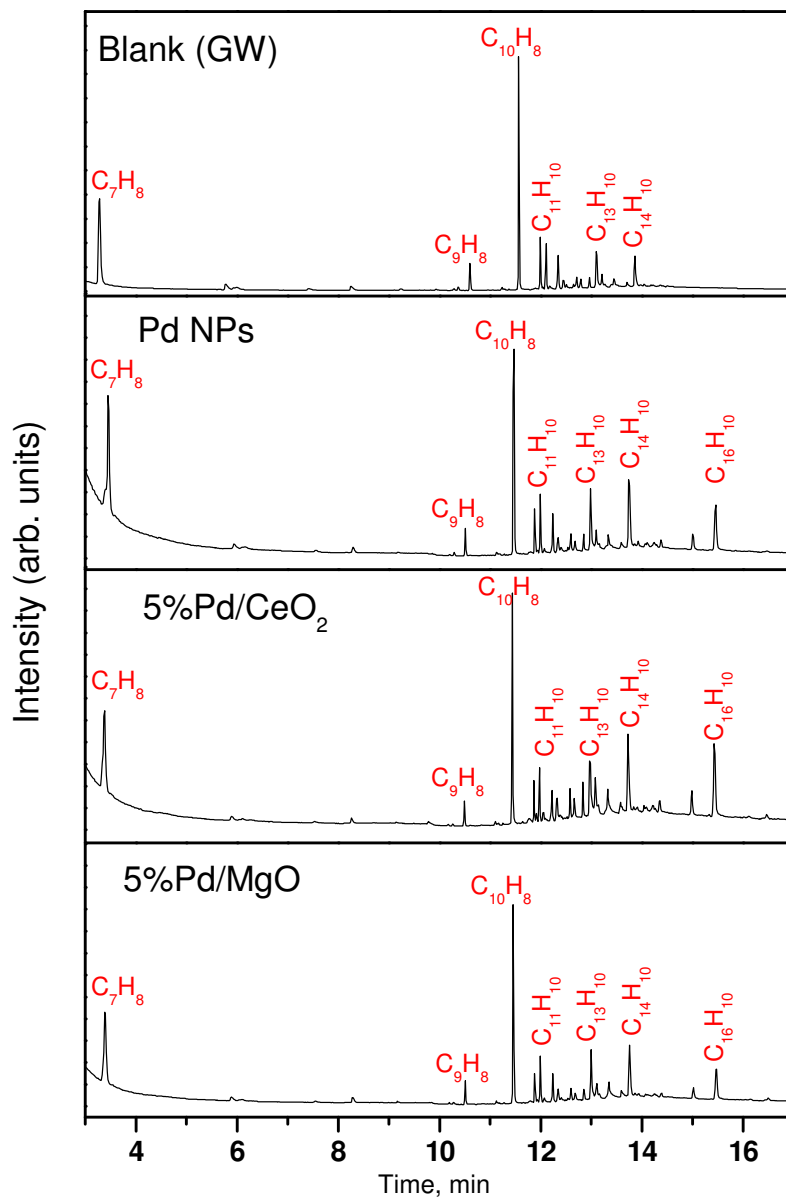 Blank (GW)
C₇H₈
C₉H₈
C₁₀H₈
C₁₁H₁₀
C₁₃H₁₀
C₁₄H₁₀
Pd NPs
C₇H₈
C₉H₈
C₁₀H₈
C₁₁H₁₀
C₁₃H₁₀
C₁₄H₁₀
C₁₆H₁₀
5%Pd/CeO₂
C₇H₈
C₉H₈
C₁₀H₈
C₁₁H₁₀
C₁₃H₁₀
C₁₄H₁₀
C₁₆H₁₀
5%Pd/MgO
C₇H₈
C₉H₈
C₁₀H₈
C₁₁H₁₀
C₁₃H₁₀
C₁₄H₁₀
C₁₆H₁₀
Intensity (arb. units)
4 6 8 10 12 14 16
Time, min